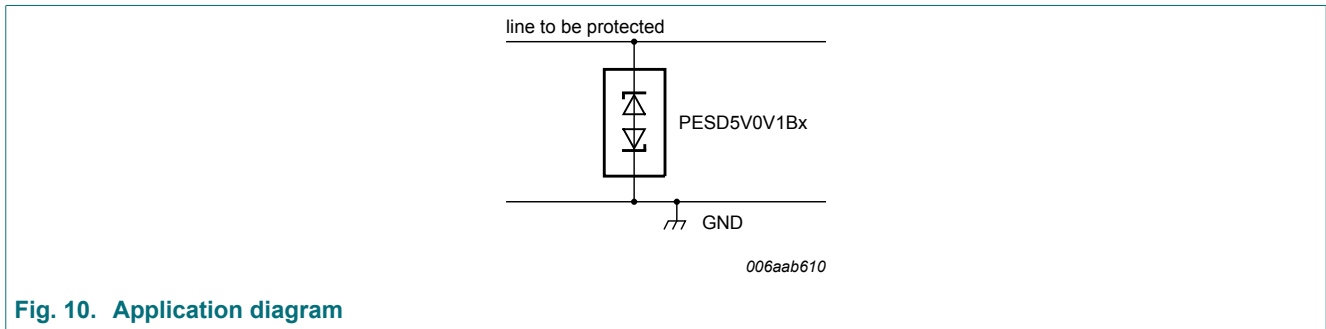 line to be protected
PESD5V0V1Bx
GND
006aab610
Fig. 10. Application diagram